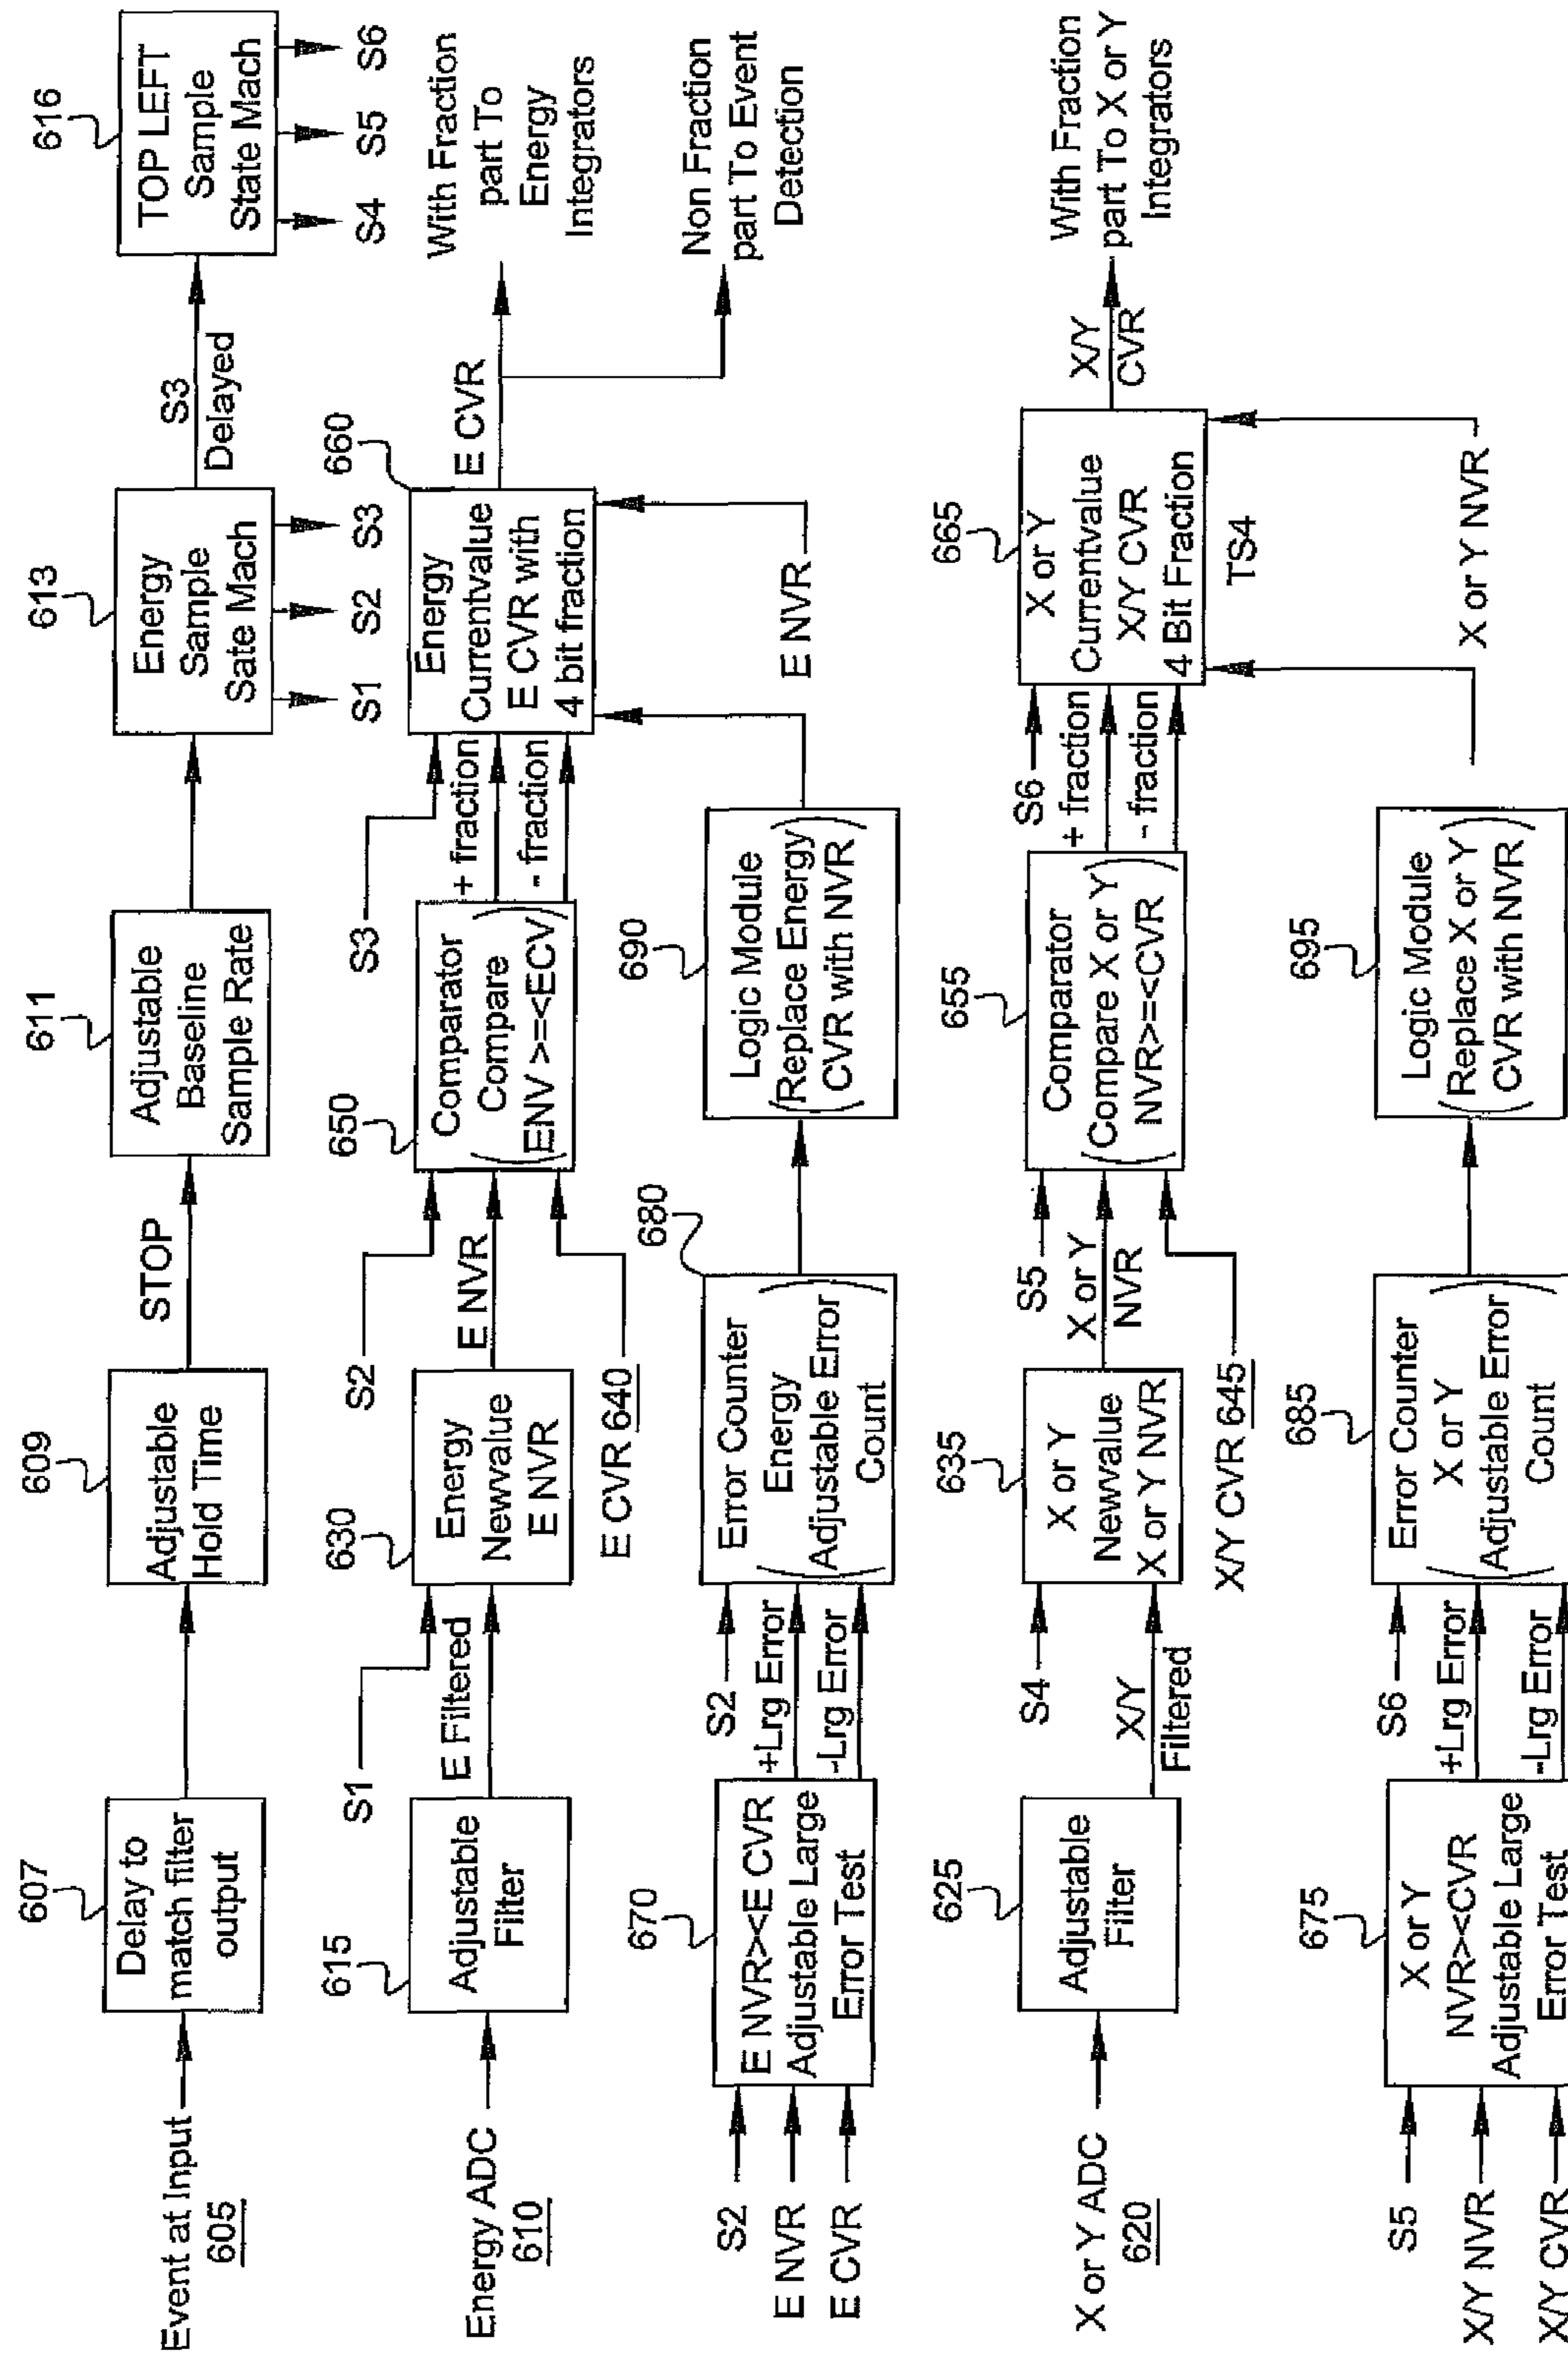 607
609
611
613
616
Event at Input
605
Delay to
match filter
output
Adjustable
Hold Time
STOP
Adjustable
Baseline
Sample Rate
Energy
Sample
Sate Mach
S1
S2
S3
S3
Delayed
TOP LEFT
Sample
State Mach
S4
S5
S6
Energy ADC
610
615
Adjustable
Filter
S1
E Filtered
630
Energy
Newvalue
E NVR
S2
E NVR
E CVR 640
650
Comparator
Compare
(ENV >=<ECV)
S3
+ fraction
- fraction
660
Energy
Currentvalue
E CVR with
4 bit fraction
E CVR
With Fraction
part To
Energy
Integrators
Non Fraction
part To Event
Detection
S2
E NVR
E CVR
670
E NVR><E CVR
Adjustable Large
Error Test
S2
+Lrg Error
-Lrg Error
680
Error Counter
Energy
(Adjustable Error)
Count
690
Logic Module
(Replace Energy)
CVR with NVR
E NVR
X or Y ADC
620
625
Adjustable
Filter
S4
X/Y
Filtered
635
X or Y
Newvalue
X or Y NVR
S5
X or Y
NVR
X/Y CVR 645
655
Comparator
(Compare X or Y)
NVR>=<CVR
S6
+ fraction
- fraction
665
X or Y
Currentvalue
X/Y CVR
4 Bit Fraction
TS4
X/Y
CVR
With Fraction
part To X or Y
Integrators
S5
X/Y NVR
X/Y CVR
675
X or Y
NVR><CVR
Adjustable Large
Error Test
S6
+Lrg Error
-Lrg Error
685
Error Counter
X or Y
(Adjustable Error)
Count
695
Logic Module
(Replace X or Y)
CVR with NVR
X or Y NVR